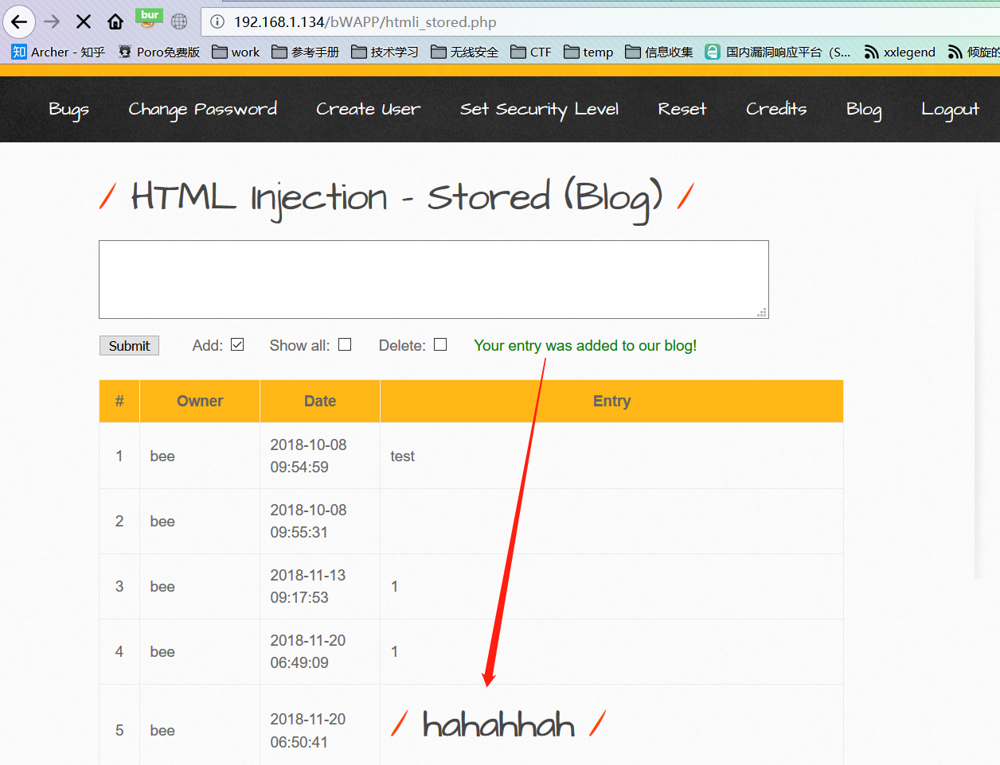 bur
192.168.1.134/bWAPP/htmli_stored.php
知 Archer - 知乎 Poro免费版 work 参考手册 技术学习 无线安全 CTF temp 信息收集 国内漏洞响应平台（S... xxlegend 倾旋的
Bugs Change Password Create User Set Security Level Reset Credits Blog Logout
/ HTML Injection - Stored (Blog) /
Submit Add: Show all: Delete: Your entry was added to our blog!
# Owner Date Entry
1 bee 2018-10-08 09:54:59 test
2 bee 2018-10-08 09:55:31
3 bee 2018-11-13 09:17:53 1
4 bee 2018-11-20 06:49:09 1
5 bee 2018-11-20 06:50:41 / hahahhah /